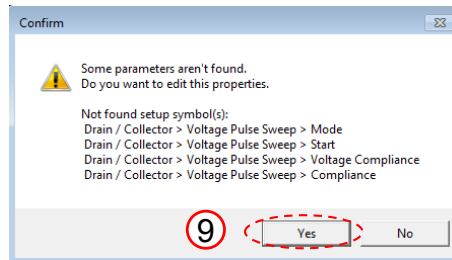 Confirm
Some parameters aren't found.
Do you want to edit this properties.
Not found setup symbol(s):
Drain / Collector > Voltage Pulse Sweep > Mode
Drain / Collector > Voltage Pulse Sweep > Start
Drain / Collector > Voltage Pulse Sweep > Voltage Compliance
Drain / Collector > Voltage Pulse Sweep > Compliance
9 Yes No